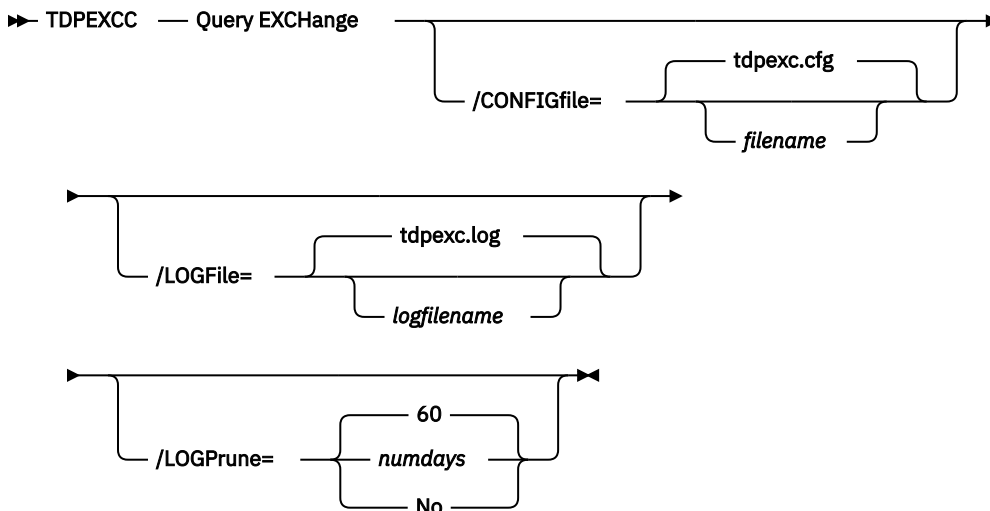 TDPEXCC Query EXCHange
tdpexc.cfg
/CONFIGfile=
filename
tdpexc.log
/LOGFile=
logfilename
60
/LOGPrune= numdays
No